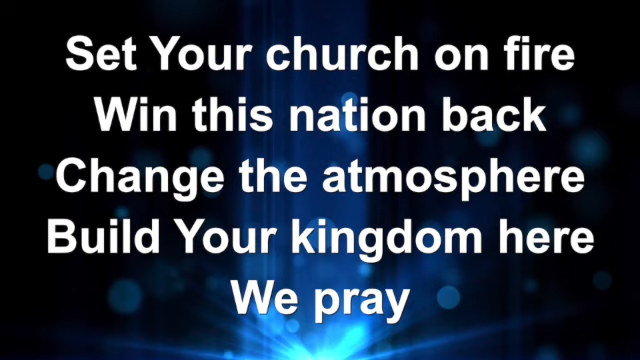 Set Your church on fire
Win this nation back
Change the atmosphere
Build Your kingdom here
We pray